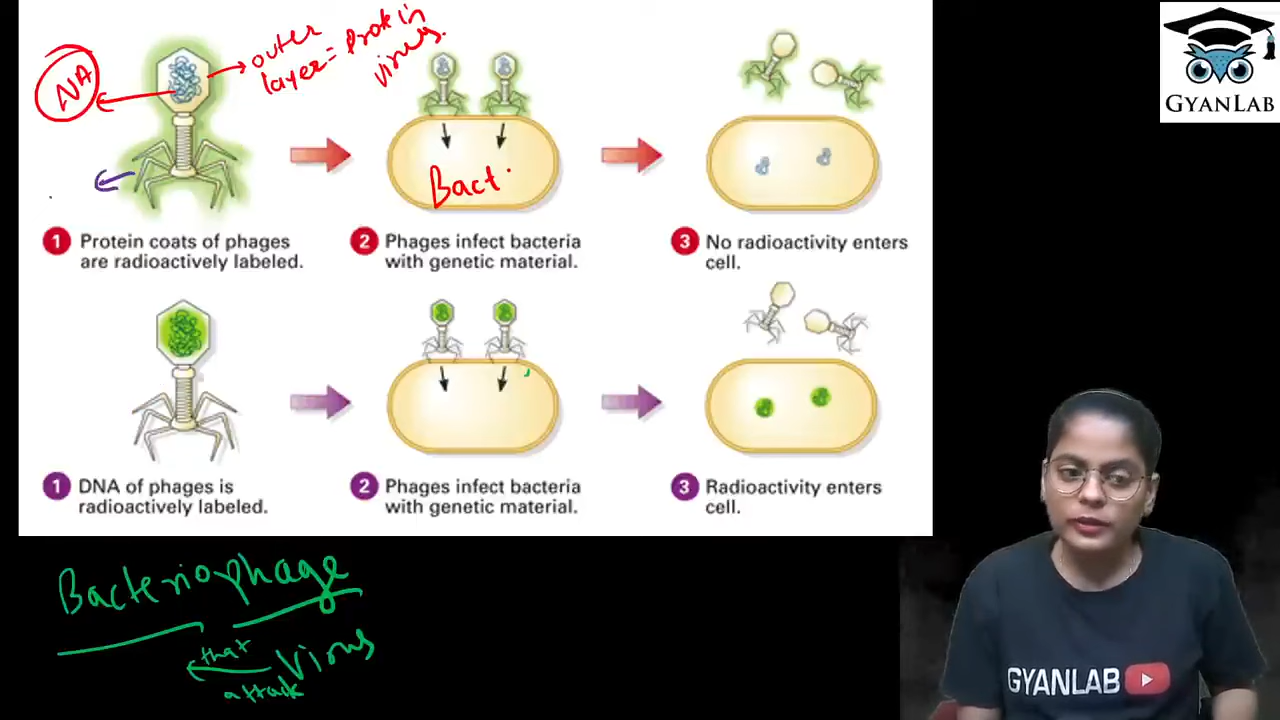 NA
outer
layer = Protein
virus.
Bact.
1 Protein coats of phages
are radioactively labeled.
2 Phages infect bacteria
with genetic material.
3 No radioactivity enters
cell.
1 DNA of phages is
radioactively labeled.
2 Phages infect bacteria
with genetic material.
3 Radioactivity enters
cell.
Bacteriophage
that
Virus
attack
GYANLAB
GYANLAB